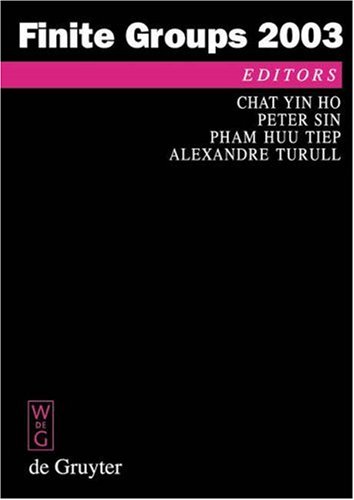 Finite Groups 2003
EDITORS
CHAT YIN HO
PETER SIN
PHAM HUU TIEP
ALEXANDRE TURULL
W
DE
G
de Gruyter